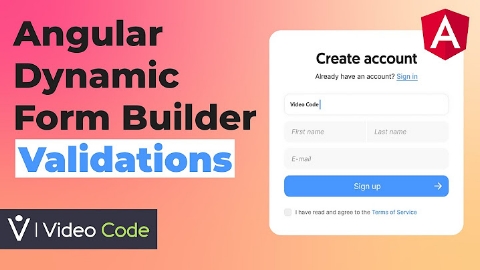 Angular
Dynamic
Form Builder
Validations
V | Video Code
A
Create account
Already have an account? Sign in
Video Code
First name Last name
E-mail
Sign up →
I have read and agree to the Terms of Service